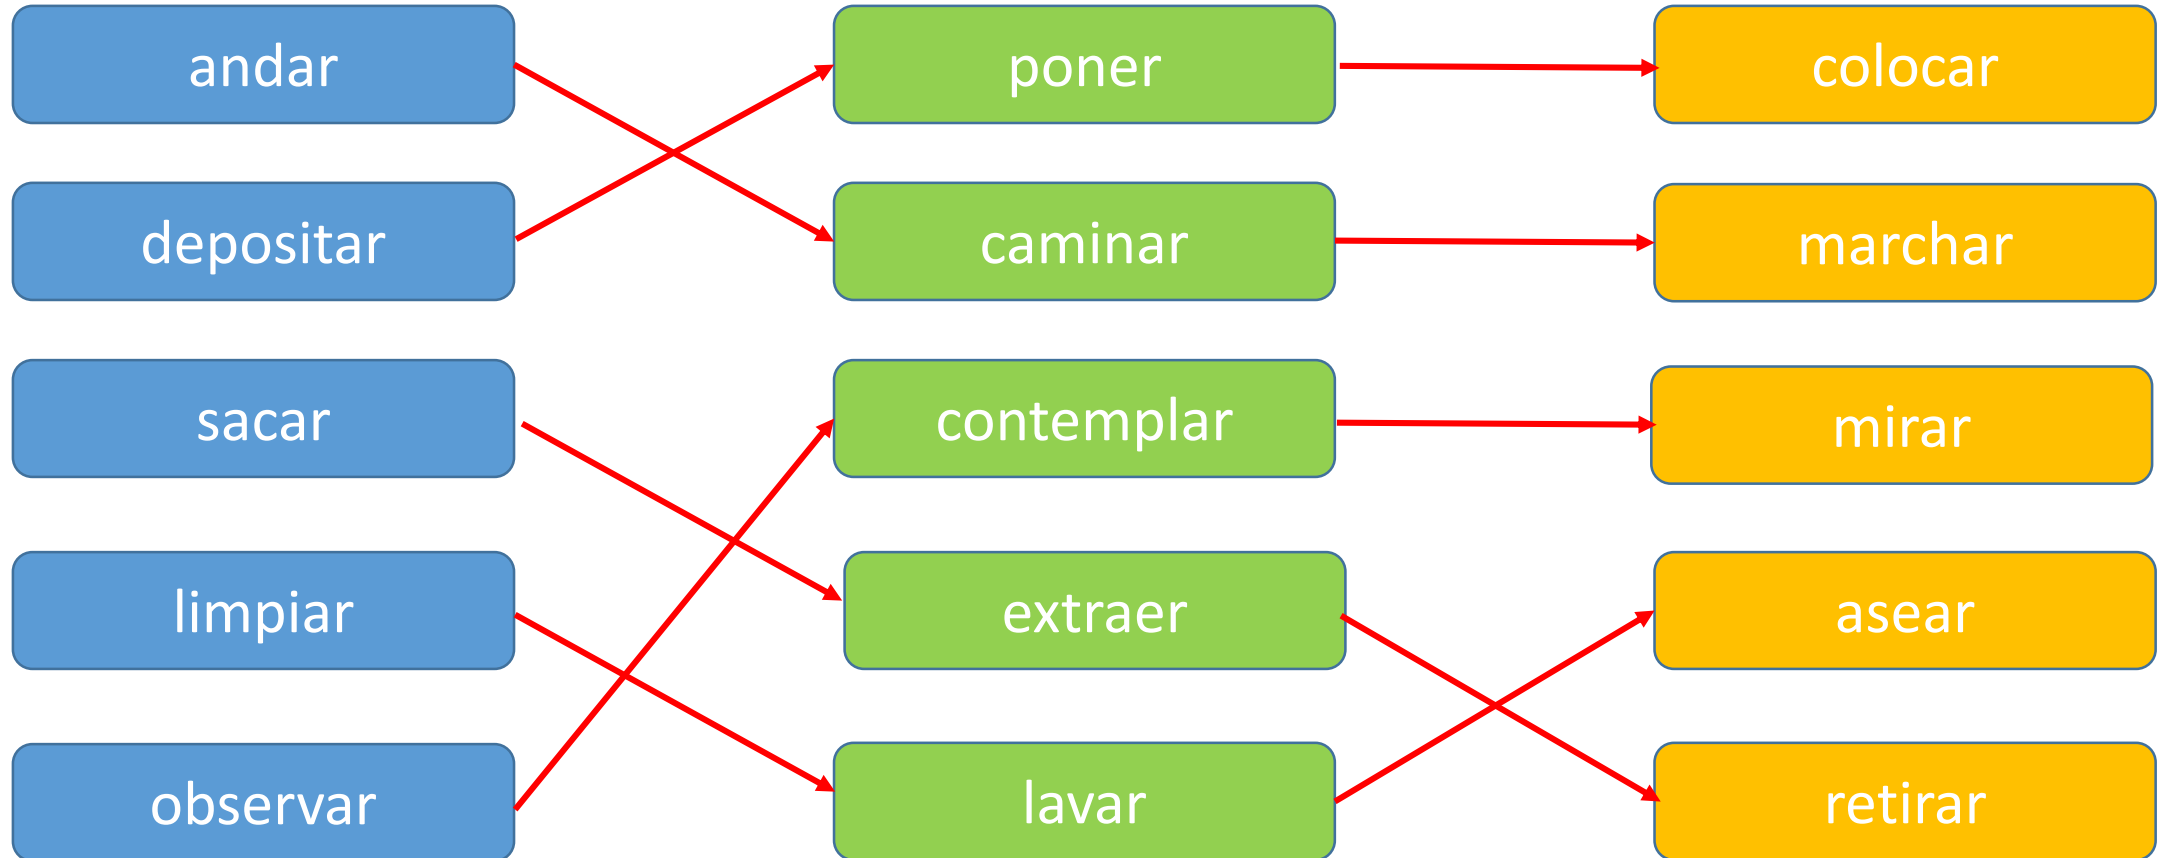 andar
poner
colocar
depositar
caminar
marchar
sacar
contemplar
mirar
limpiar
extraer
asear
observar
lavar
retirar